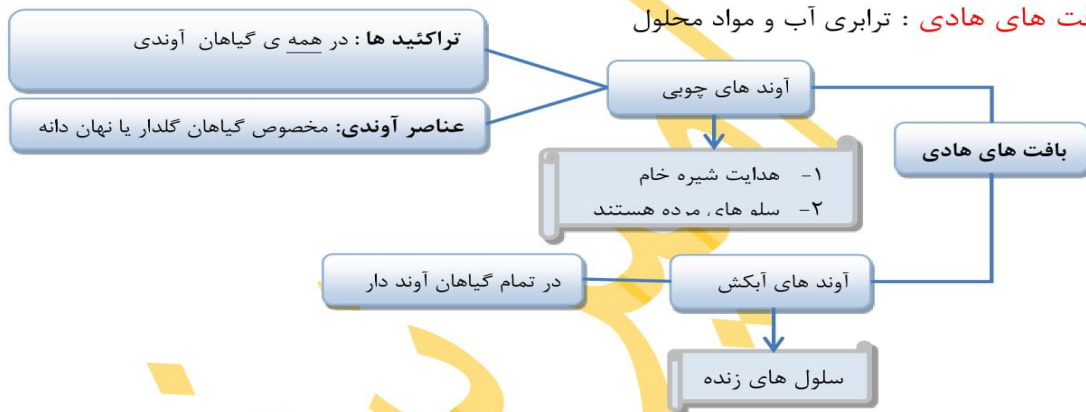 های هادی : ترابری آب و مواد محلول
تراکئید ها : در همه ی گیاهان آوندی
آوند های چوبی
عناصر آوندی: مخصوص گیاهان گلدار یا نهان دانه
بافت های هادی
۱- هدایت شیره خام
۲- سلو های مرده هستند
آوند های آبکش
در تمام گیاهان آوند دار
سلول های زنده